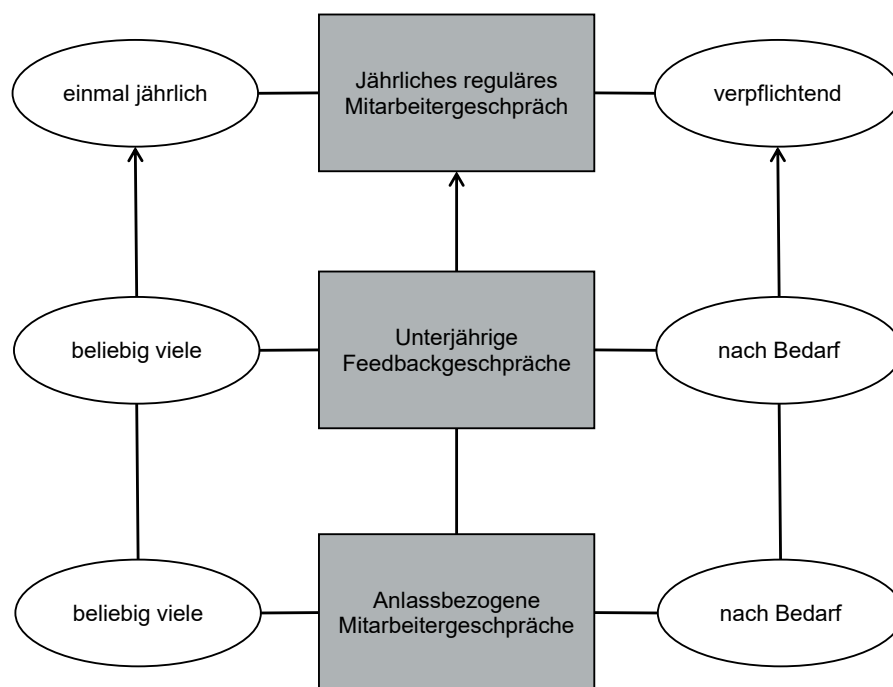 einmal jährlich
Jährliches reguläres
Mitarbeitergeschpräch
verpflichtend
beliebig viele
Unterjährige
Feedbackgeschpräche
nach Bedarf
beliebig viele
Anlassbezogene
Mitarbeitergeschpräche
nach Bedarf